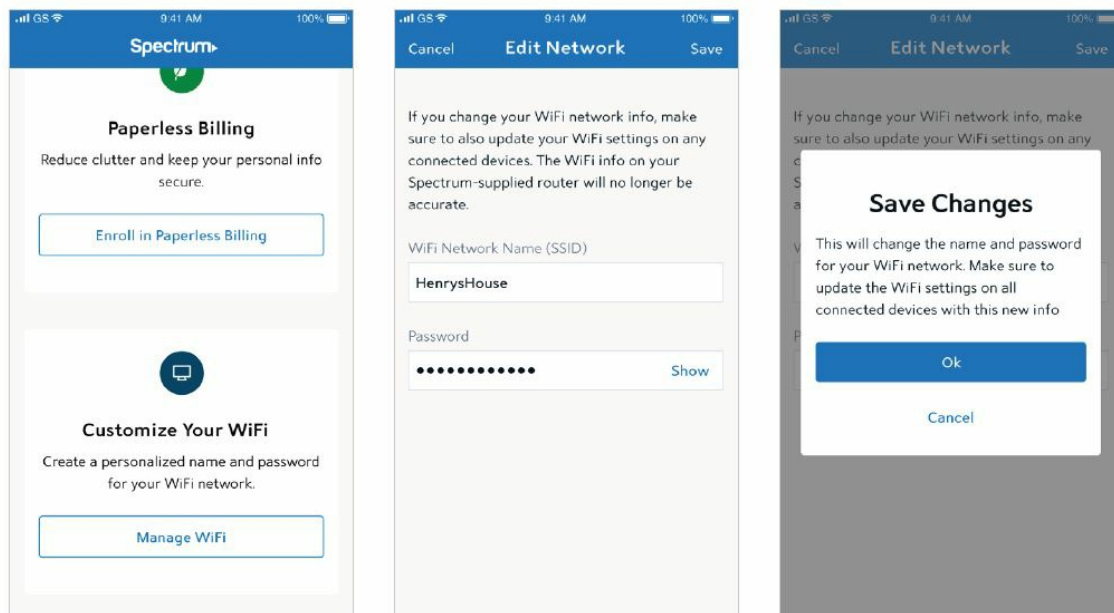 GS 9:41 AM 100%
Spectrum
Paperless Billing
Reduce clutter and keep your personal info
secure.
Enroll in Paperless Billing
Customize Your WiFi
Create a personalized name and password
for your WiFi network.
Manage WiFi
GS 9:41 AM 100%
Cancel Edit Network Save
If you change your WiFi network info, make
sure to also update your WiFi settings on any
connected devices. The WiFi info on your
Spectrum-supplied router will no longer be
accurate.
WiFi Network Name (SSID)
HenrysHouse
Password
•••••••••••• Show
GS 9:41 AM 100%
Cancel Edit Network Save
If you change your WiFi network info, make
sure to also update your WiFi settings on any
Save Changes
This will change the name and password
for your WiFi network. Make sure to
update the WiFi settings on all
connected devices with this new info
Ok
Cancel